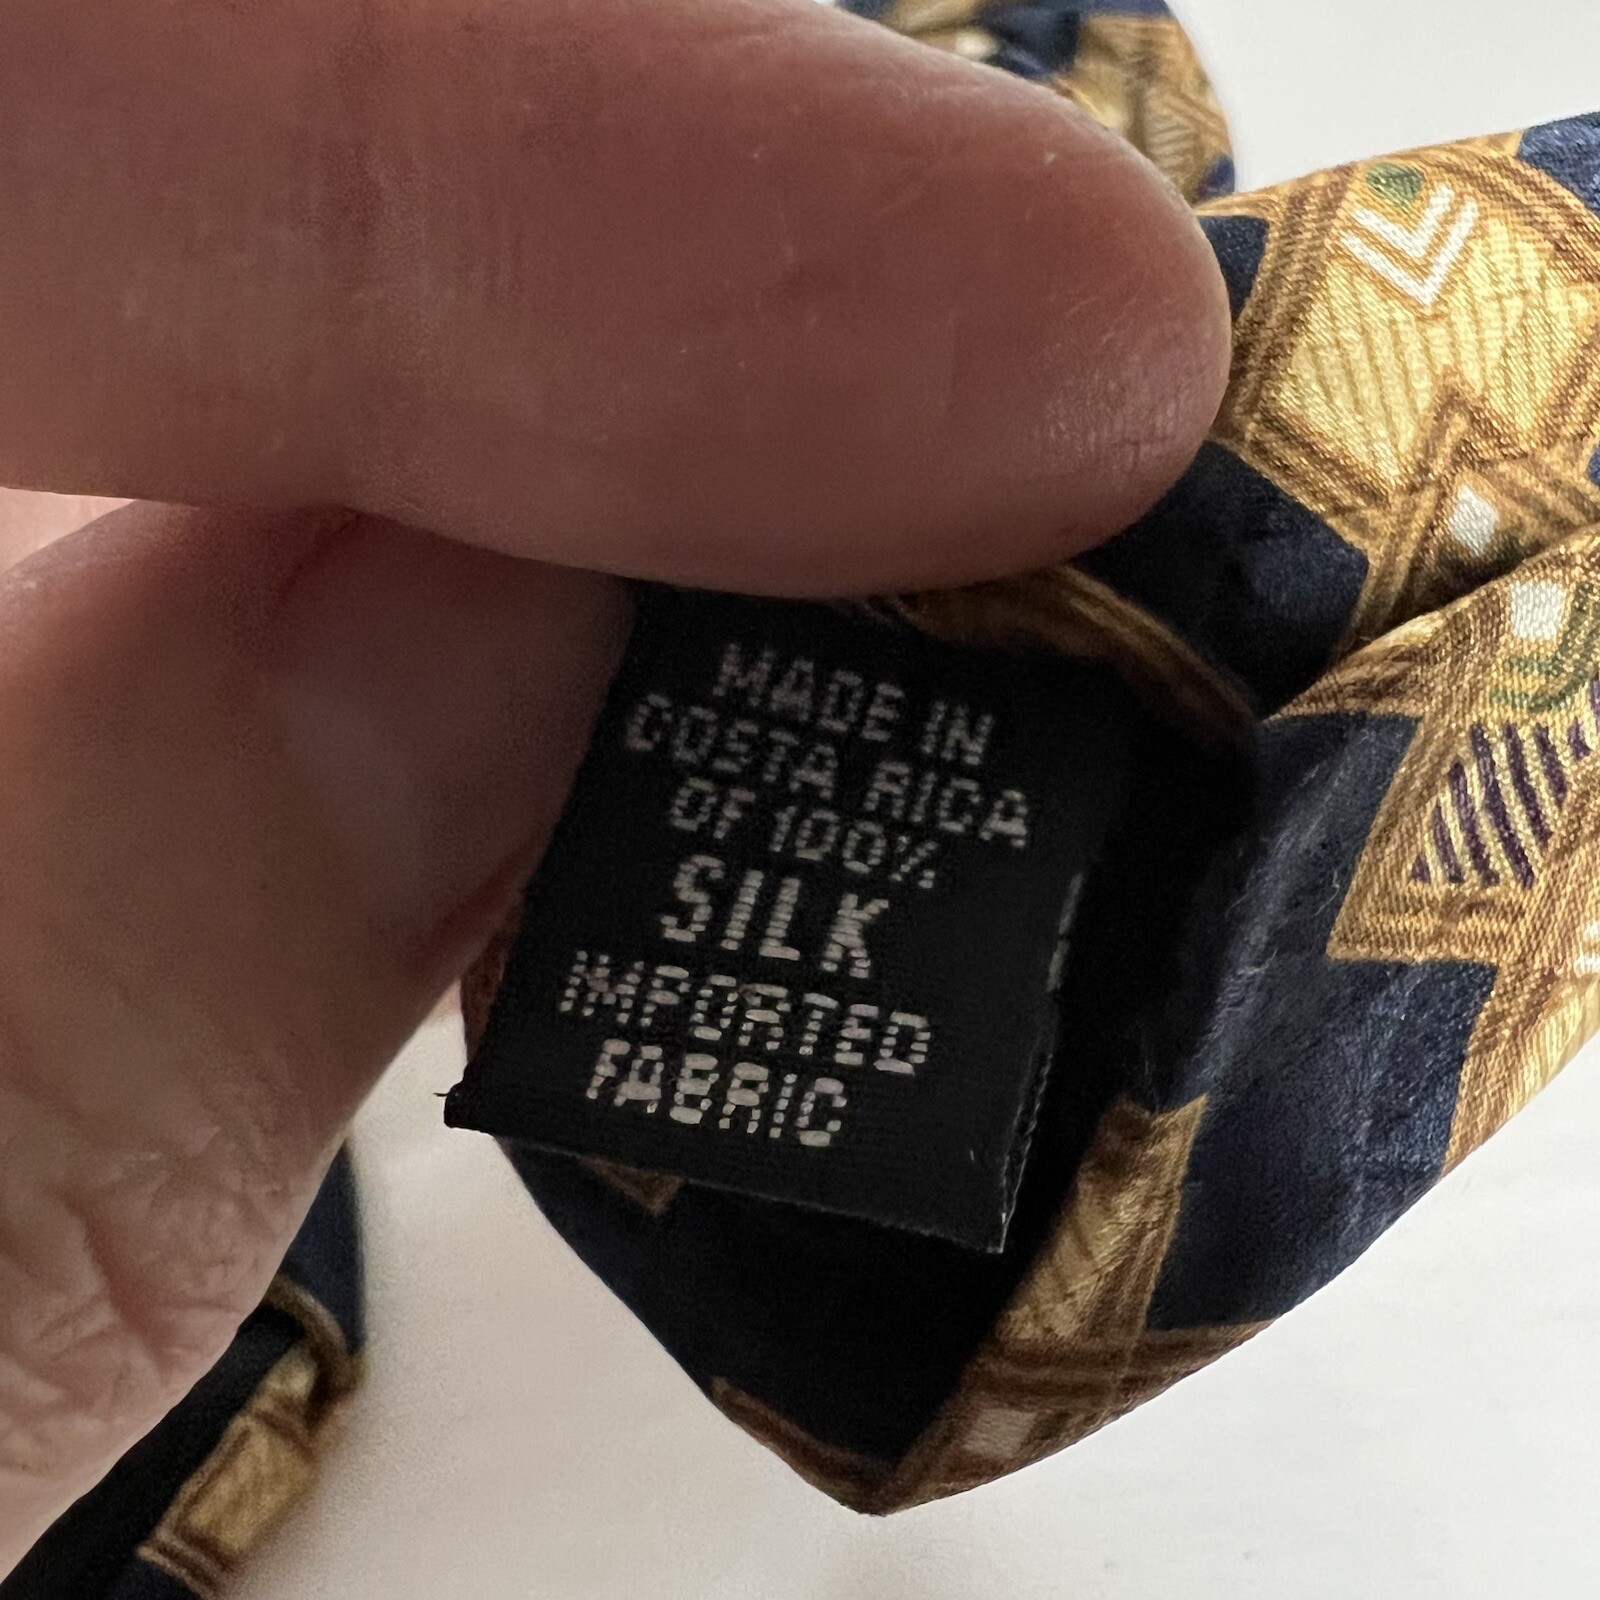 MADE IN
COSTA RICA
OF 100%
SILK
IMPORTED
FABRIC